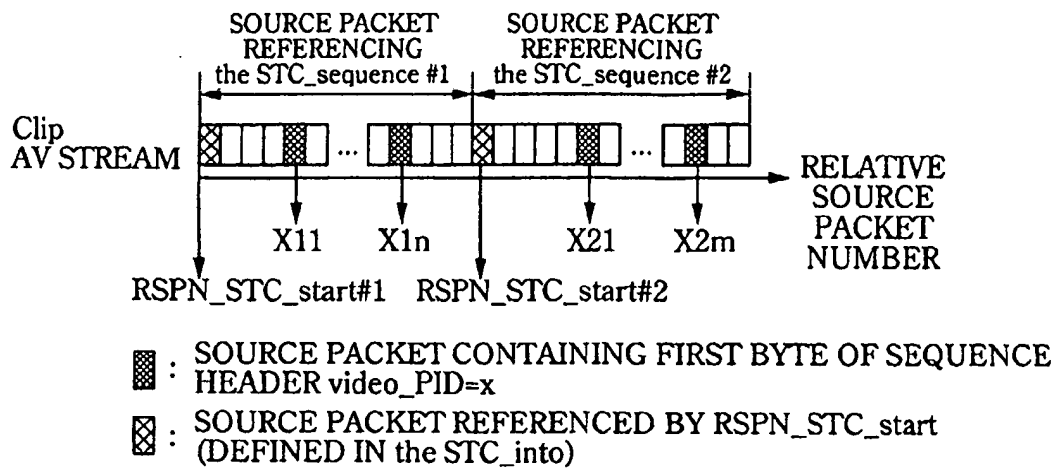 SOURCE PACKET
REFERENCING
the STC_sequence #1
SOURCE PACKET
REFERENCING
the STC_sequence #2
Clip
AV STREAM
...
...
RELATIVE
SOURCE
PACKET
NUMBER
X11
X1n
X21
X2m
RSPN_STC_start#1
RSPN_STC_start#2
: SOURCE PACKET CONTAINING FIRST BYTE OF SEQUENCE
HEADER video_PID=x
: SOURCE PACKET REFERENCED BY RSPN_STC_start
(DEFINED IN the STC_into)